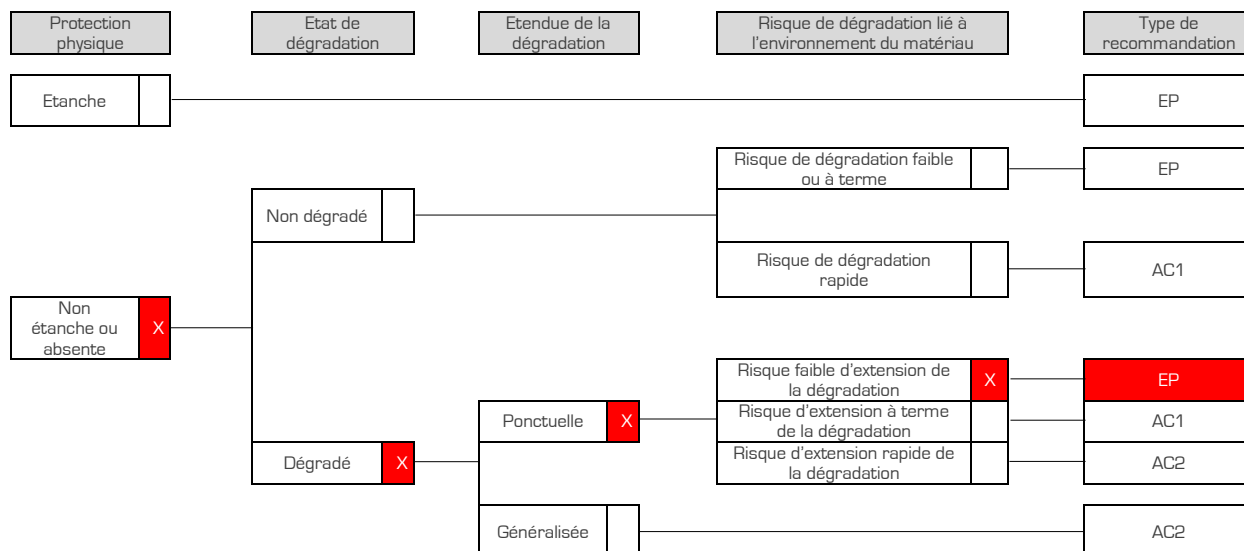 Protection
physique
Etat de
dégradation
Etendue de la
dégradation
Risque de dégradation lié à
l'environnement du matériau
Type de
recommandation
Etanche
EP
Risque de dégradation faible
ou à terme
EP
Non dégradé
Risque de dégradation
rapide
AC1
Non
étanche ou
absente
X
Risque faible d'extension de
la dégradation
X
EP
Ponctuelle
X
Risque d'extension à terme
de la dégradation
AC1
Dégradé
X
Risque d'extension rapide de
la dégradation
AC2
Généralisée
AC2